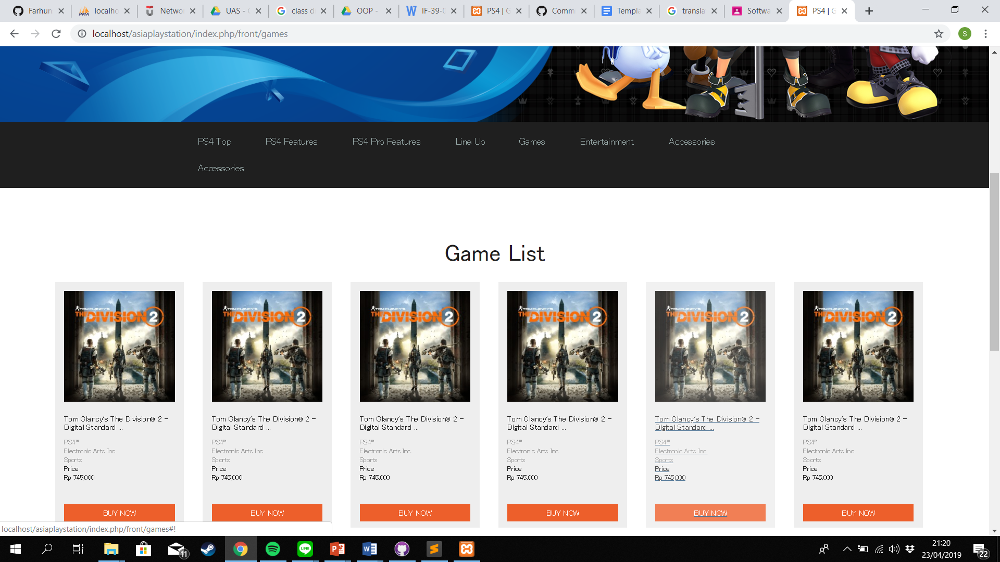 Farhun
localho
Netwo
UAS - 
class d
OOP -
IF-39-
PS4 | G
Comm
Templa
transla
Softwa
PS4 | G
localhost/asiaplaystation/index.php/front/games
S
PS4 Top PS4 Features PS4 Pro Features Line Up Games Entertainment Accessories
Accessories
Game List
TOM CLANCY'S
THE DIVISION 2
TOM CLANCY'S
THE DIVISION 2
TOM CLANCY'S
THE DIVISION 2
TOM CLANCY'S
THE DIVISION 2
TOM CLANCY'S
THE DIVISION 2
TOM CLANCY'S
THE DIVISION 2
Tom Clancy's The Division® 2 –
Digital Standard ...
PS4™
Electronic Arts Inc.
Sports
Price
Rp 745,000
BUY NOW
Tom Clancy's The Division® 2 –
Digital Standard ...
PS4™
Electronic Arts Inc.
Sports
Price
Rp 745,000
BUY NOW
Tom Clancy's The Division® 2 –
Digital Standard ...
PS4™
Electronic Arts Inc.
Sports
Price
Rp 745,000
BUY NOW
Tom Clancy's The Division® 2 –
Digital Standard ...
PS4™
Electronic Arts Inc.
Sports
Price
Rp 745,000
BUY NOW
Tom Clancy's The Division® 2 –
Digital Standard ...
PS4™
Electronic Arts Inc.
Sports
Price
Rp 745,000
BUY NOW
Tom Clancy's The Division® 2 –
Digital Standard ...
PS4™
Electronic Arts Inc.
Sports
Price
Rp 745,000
BUY NOW
localhost/asiaplaystation/index.php/front/games#!
11
21:20
23/04/2019
22